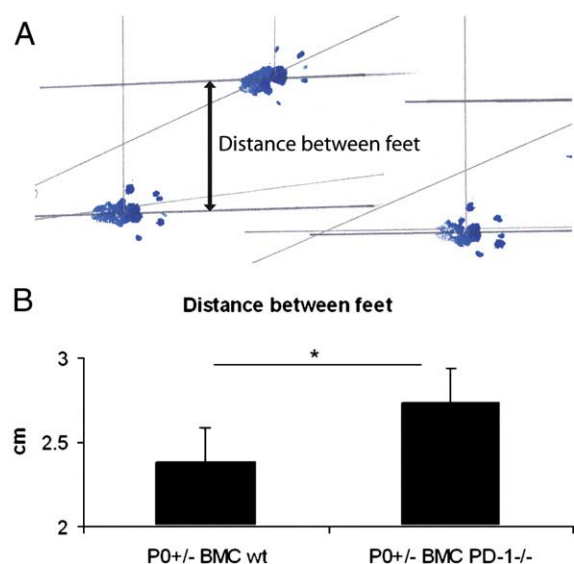 A
Distance between feet
B
Distance between feet
*
3
2.5
2
cm
P0+/- BMC wt
P0+/- BMC PD-1-/-